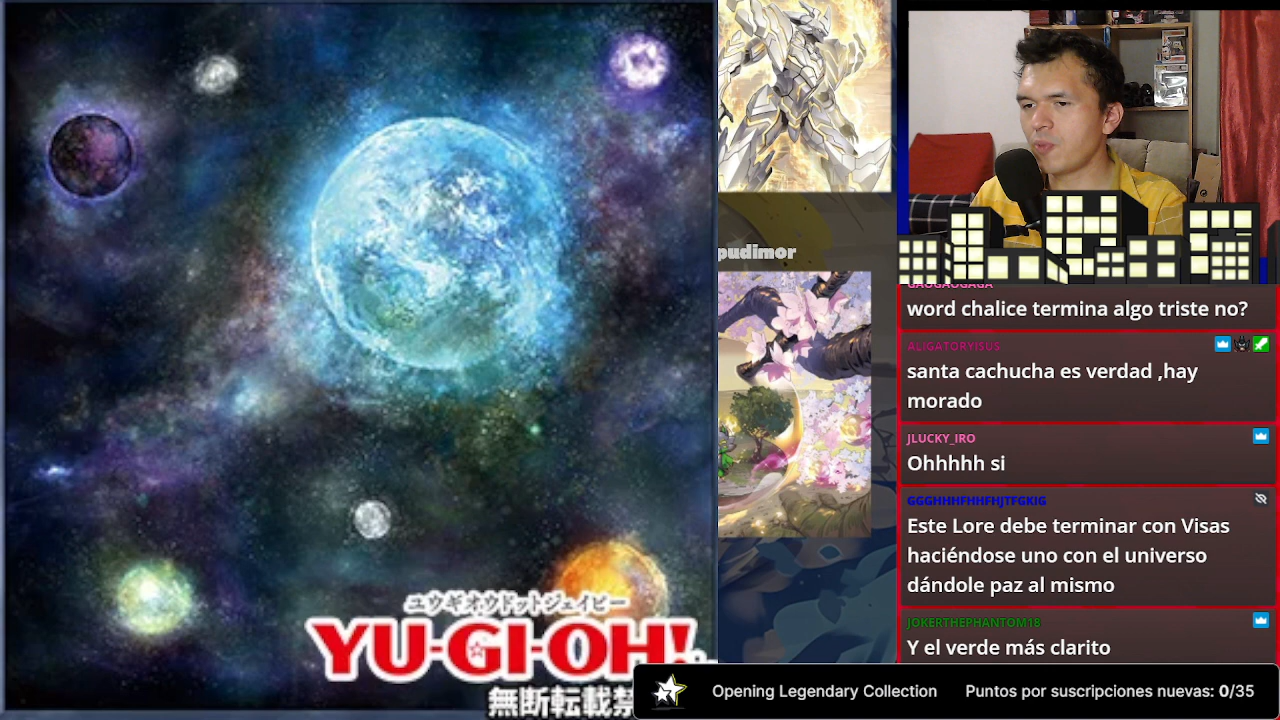 ユウギオウドットジェイピー
YU-GI-OH!
無断転載禁
pudimor
GAUGAUGAGA
word chalice termina algo triste no?
ALIGATORYISUS
santa cachucha es verdad ,hay
morado
JLUCKY_IRO
Ohhhhh si
GGGHHHFHHFHJTFGKIG
Este Lore debe terminar con Visas
haciéndose uno con el universo
dándole paz al mismo
JOKERTHEPHANTOM18
Y el verde más clarito
Opening Legendary Collection
Puntos por suscripciones nuevas: 0/35